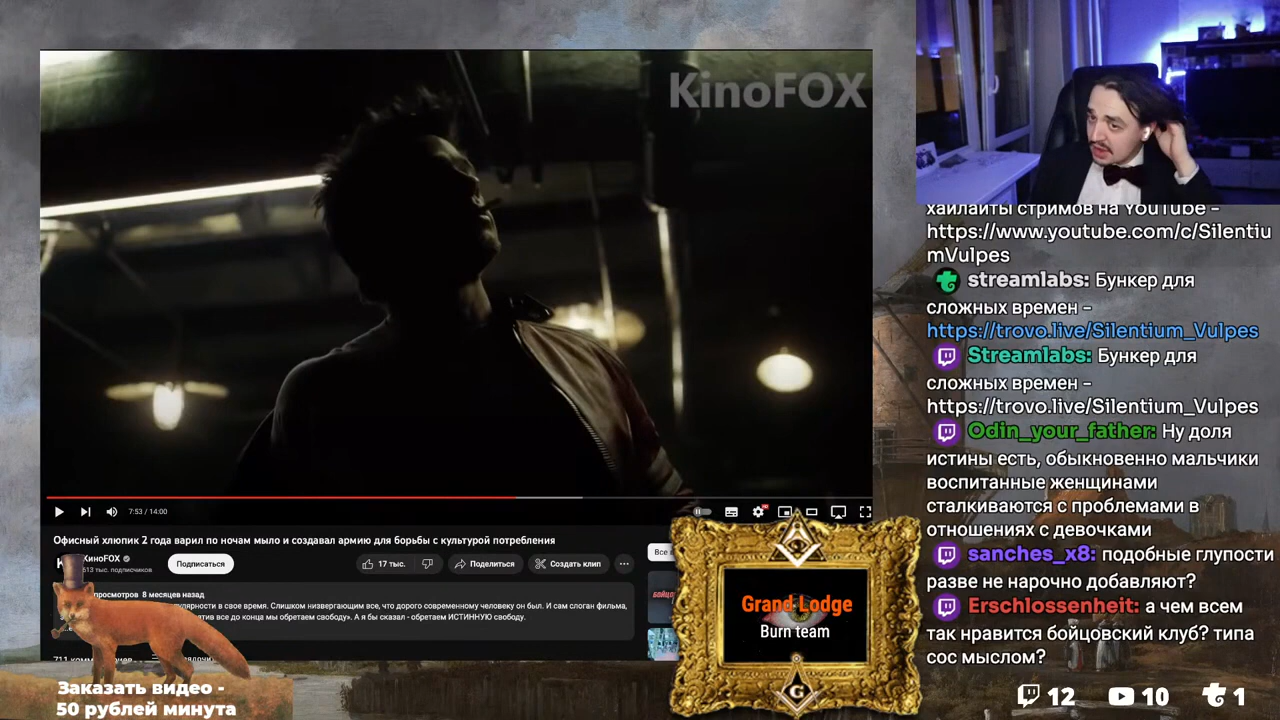 KinoFOX
7:53 / 14:00
Офисный хлюпик 2 года варил по ночам мыло и создавал армию для борьбы с культурой потребления
КиноFOX
613 тыс. подписчиков
Подписаться
17 тыс.
Поделиться
Создать клип
Все
просмотров 8 месяцев назад
в свое время. Слишком низвергающим все, что дорого современному человеку он был. И сам слоган фильма,
все до конца мы обретаем свободу». А я бы сказал - обретаем ИСТИННУЮ свободу.
Заказать видео -
50 рублей минута
Grand Lodge
Burn team
G
хайлайты стримов на YouTube -
https://www.youtube.com/c/Silentiu
mVulpes
streamlabs: Бункер для
сложных времен -
https://trovo.live/Silentium_Vulpes
Streamlabs: Бункер для
сложных времен -
https://trovo.live/Silentium_Vulpes
Odin_your_father: Ну доля
истины есть, обыкновенно мальчики
воспитанные женщинами
сталкиваются с проблемами в
отношениях с девочками
sanches_x8: подобные глупости
разве не нарочно добавляют?
Erschlossenheit: а чем всем
так нравится бойцовский клуб? типа
сос мыслом?
12
10
1